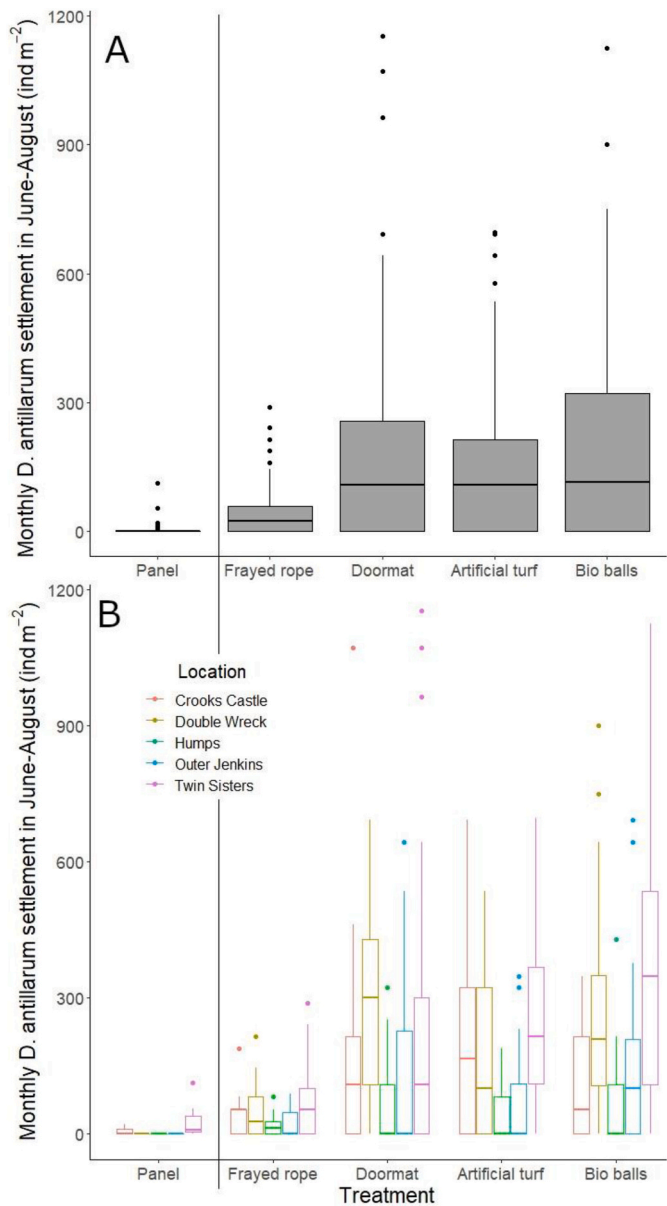 A
Monthly D. antillarum settlement in June-August (ind m⁻²)
1200
900
600
300
0
Panel Frayed rope Doormat Artificial turf Bio balls
B
Monthly D. antillarum settlement in June-August (ind m⁻²)
1200
900
600
300
0
Location
Crooks Castle
Double Wreck
Humps
Outer Jenkins
Twin Sisters
Panel Frayed rope Doormat Artificial turf Bio balls
Treatment